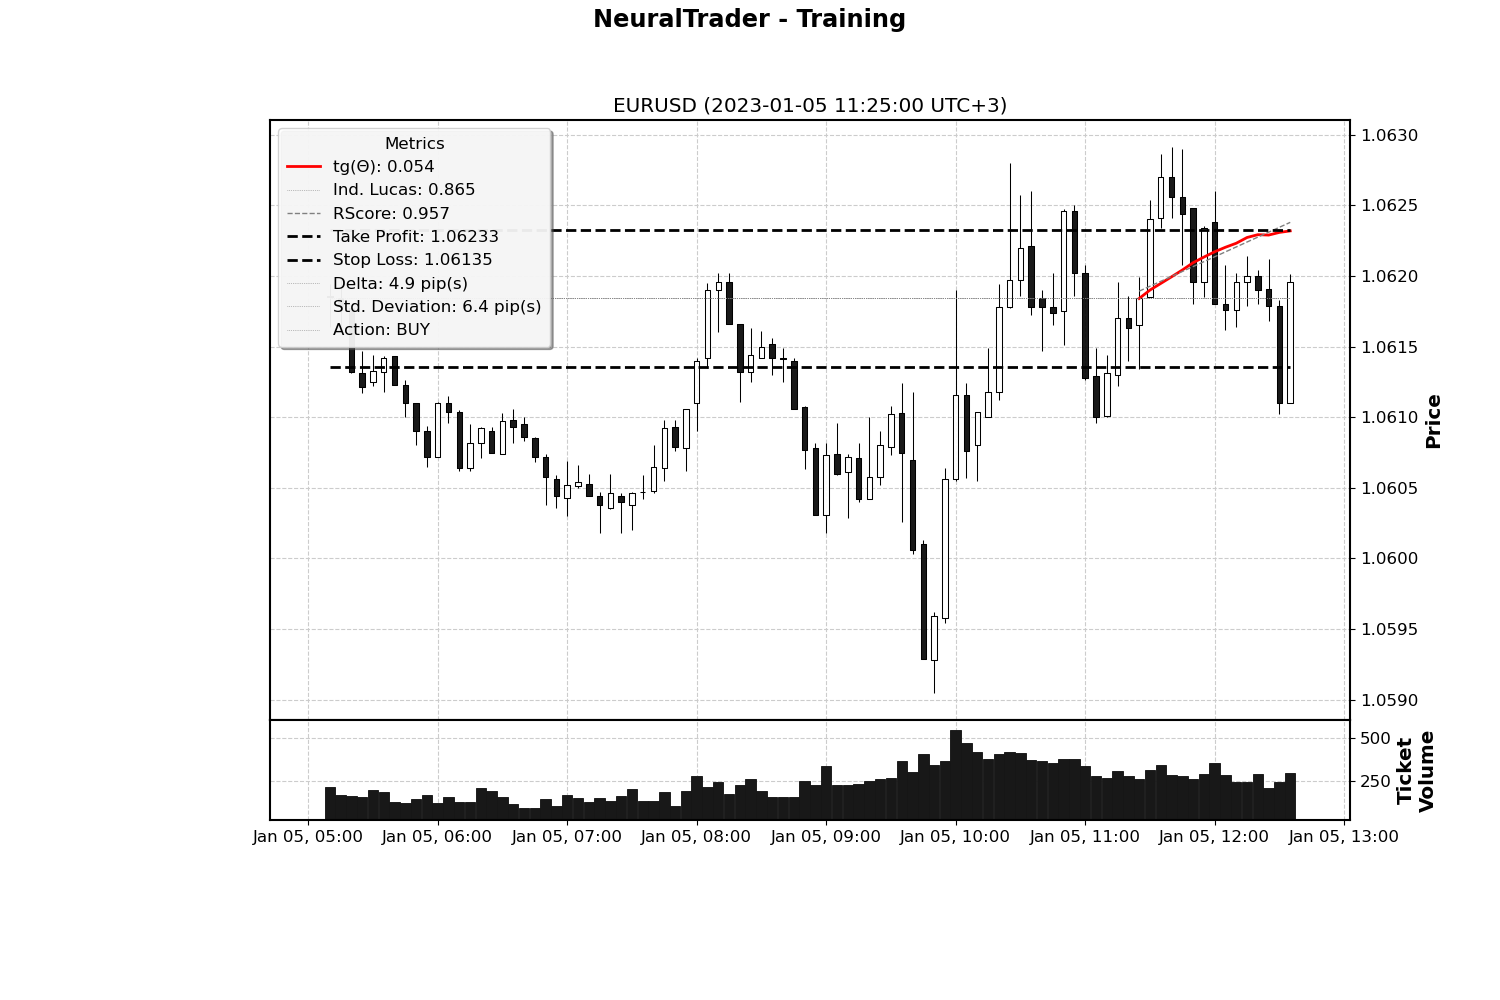 NeuralTrader - Training
EURUSD (2023-01-05 11:25:00 UTC+3)
Metrics
tg(Θ): 0.054
Ind. Lucas: 0.865
RScore: 0.957
Take Profit: 1.06233
Stop Loss: 1.06135
Delta: 4.9 pip(s)
Std. Deviation: 6.4 pip(s)
Action: BUY
1.0630
1.0625
1.0620
1.0615
1.0610
1.0605
1.0600
1.0595
1.0590
Price
500
250
Ticket
Volume
Jan 05, 05:00
Jan 05, 06:00
Jan 05, 07:00
Jan 05, 08:00
Jan 05, 09:00
Jan 05, 10:00
Jan 05, 11:00
Jan 05, 12:00
Jan 05, 13:00